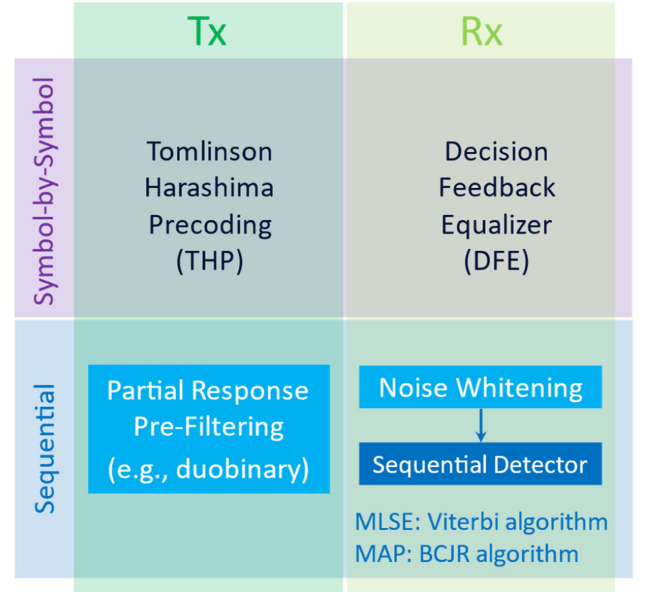 Tx
Rx
Symbol-by-Symbol
Tomlinson
Harashima
Precoding
(THP)
Decision
Feedback
Equalizer
(DFE)
Sequential
Partial Response
Pre-Filtering
(e.g., duobinary)
Noise Whitening
Sequential Detector
MLSE: Viterbi algorithm
MAP: BCJR algorithm